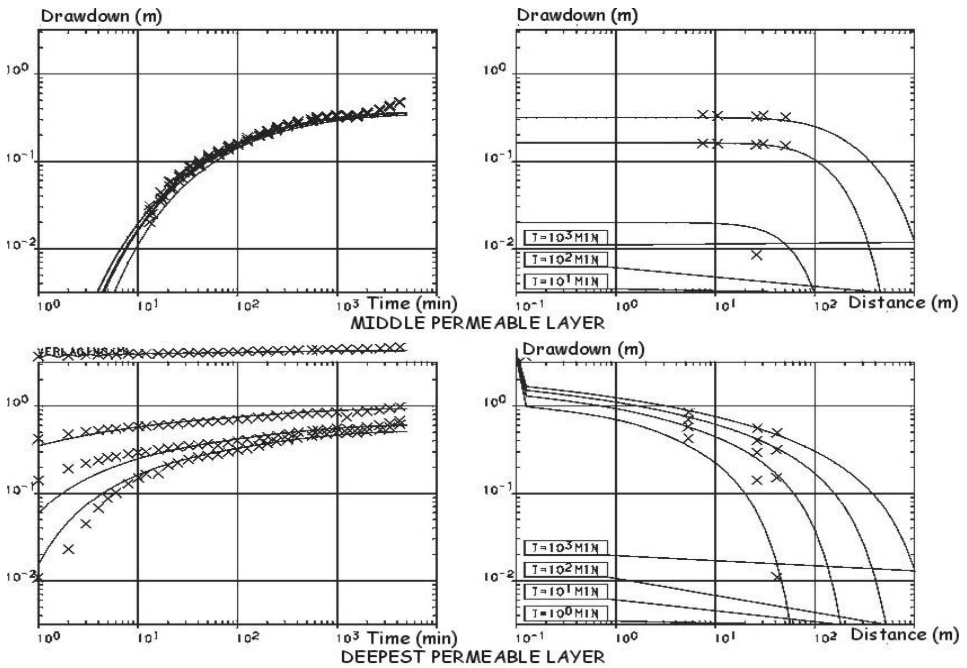 Drawdown (m)
Drawdown (m)
10⁰
10⁰
10⁻¹
10⁻¹
10⁻²
10⁻²
T=10³MIN
T=10²MIN
T=10¹MIN
10⁰ 10¹ 10² 10³ Time (min)
10⁻¹ 10⁰ 10¹ 10² Distance (m)
MIDDLE PERMEABLE LAYER
VERLAGING(M)
Drawdown (m)
10⁰
10⁰
10⁻¹
10⁻¹
10⁻²
10⁻²
T=10³MIN
T=10²MIN
T=10¹MIN
T=10⁰MIN
10⁰ 10¹ 10² 10³ Time (min)
10⁻¹ 10⁰ 10¹ 10² Distance (m)
DEEPEST PERMEABLE LAYER